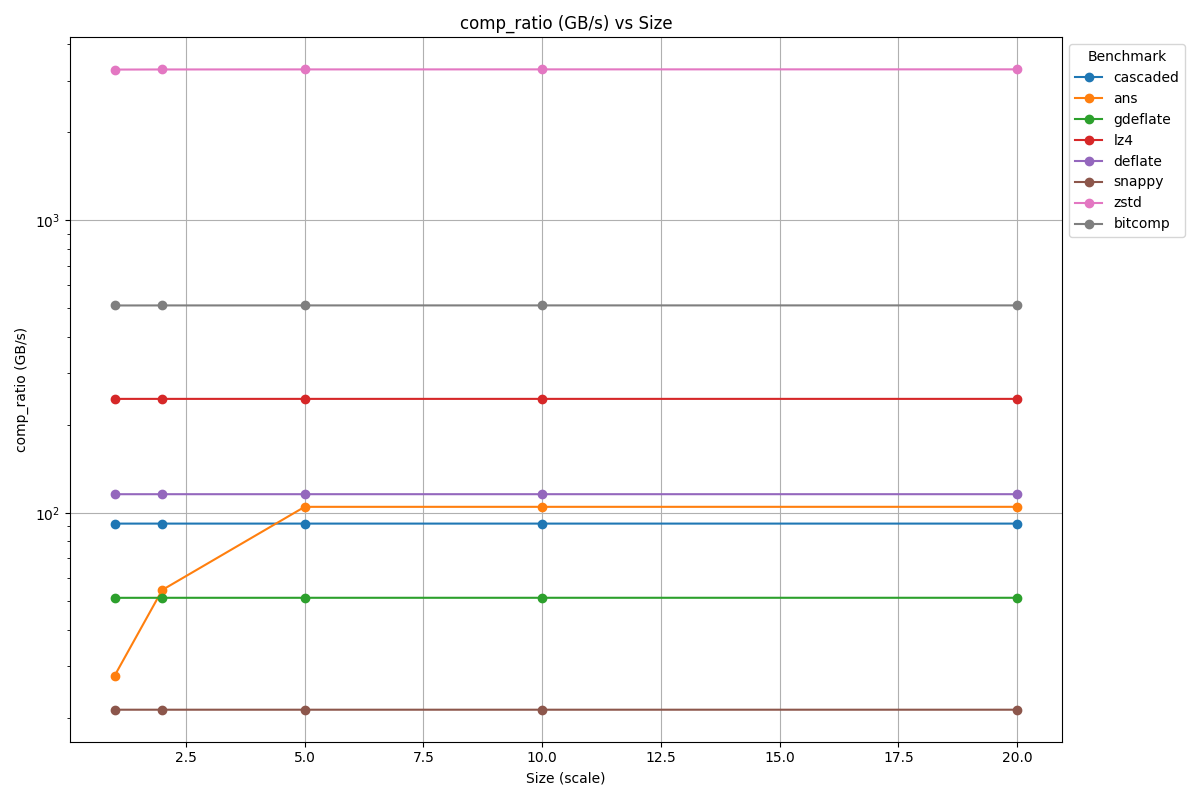 comp_ratio (GB/s) vs Size
comp_ratio (GB/s)
10³
10²
2.5 5.0 7.5 10.0 12.5 15.0 17.5 20.0
Size (scale)
Benchmark
cascaded
ans
gdeflate
lz4
deflate
snappy
zstd
bitcomp